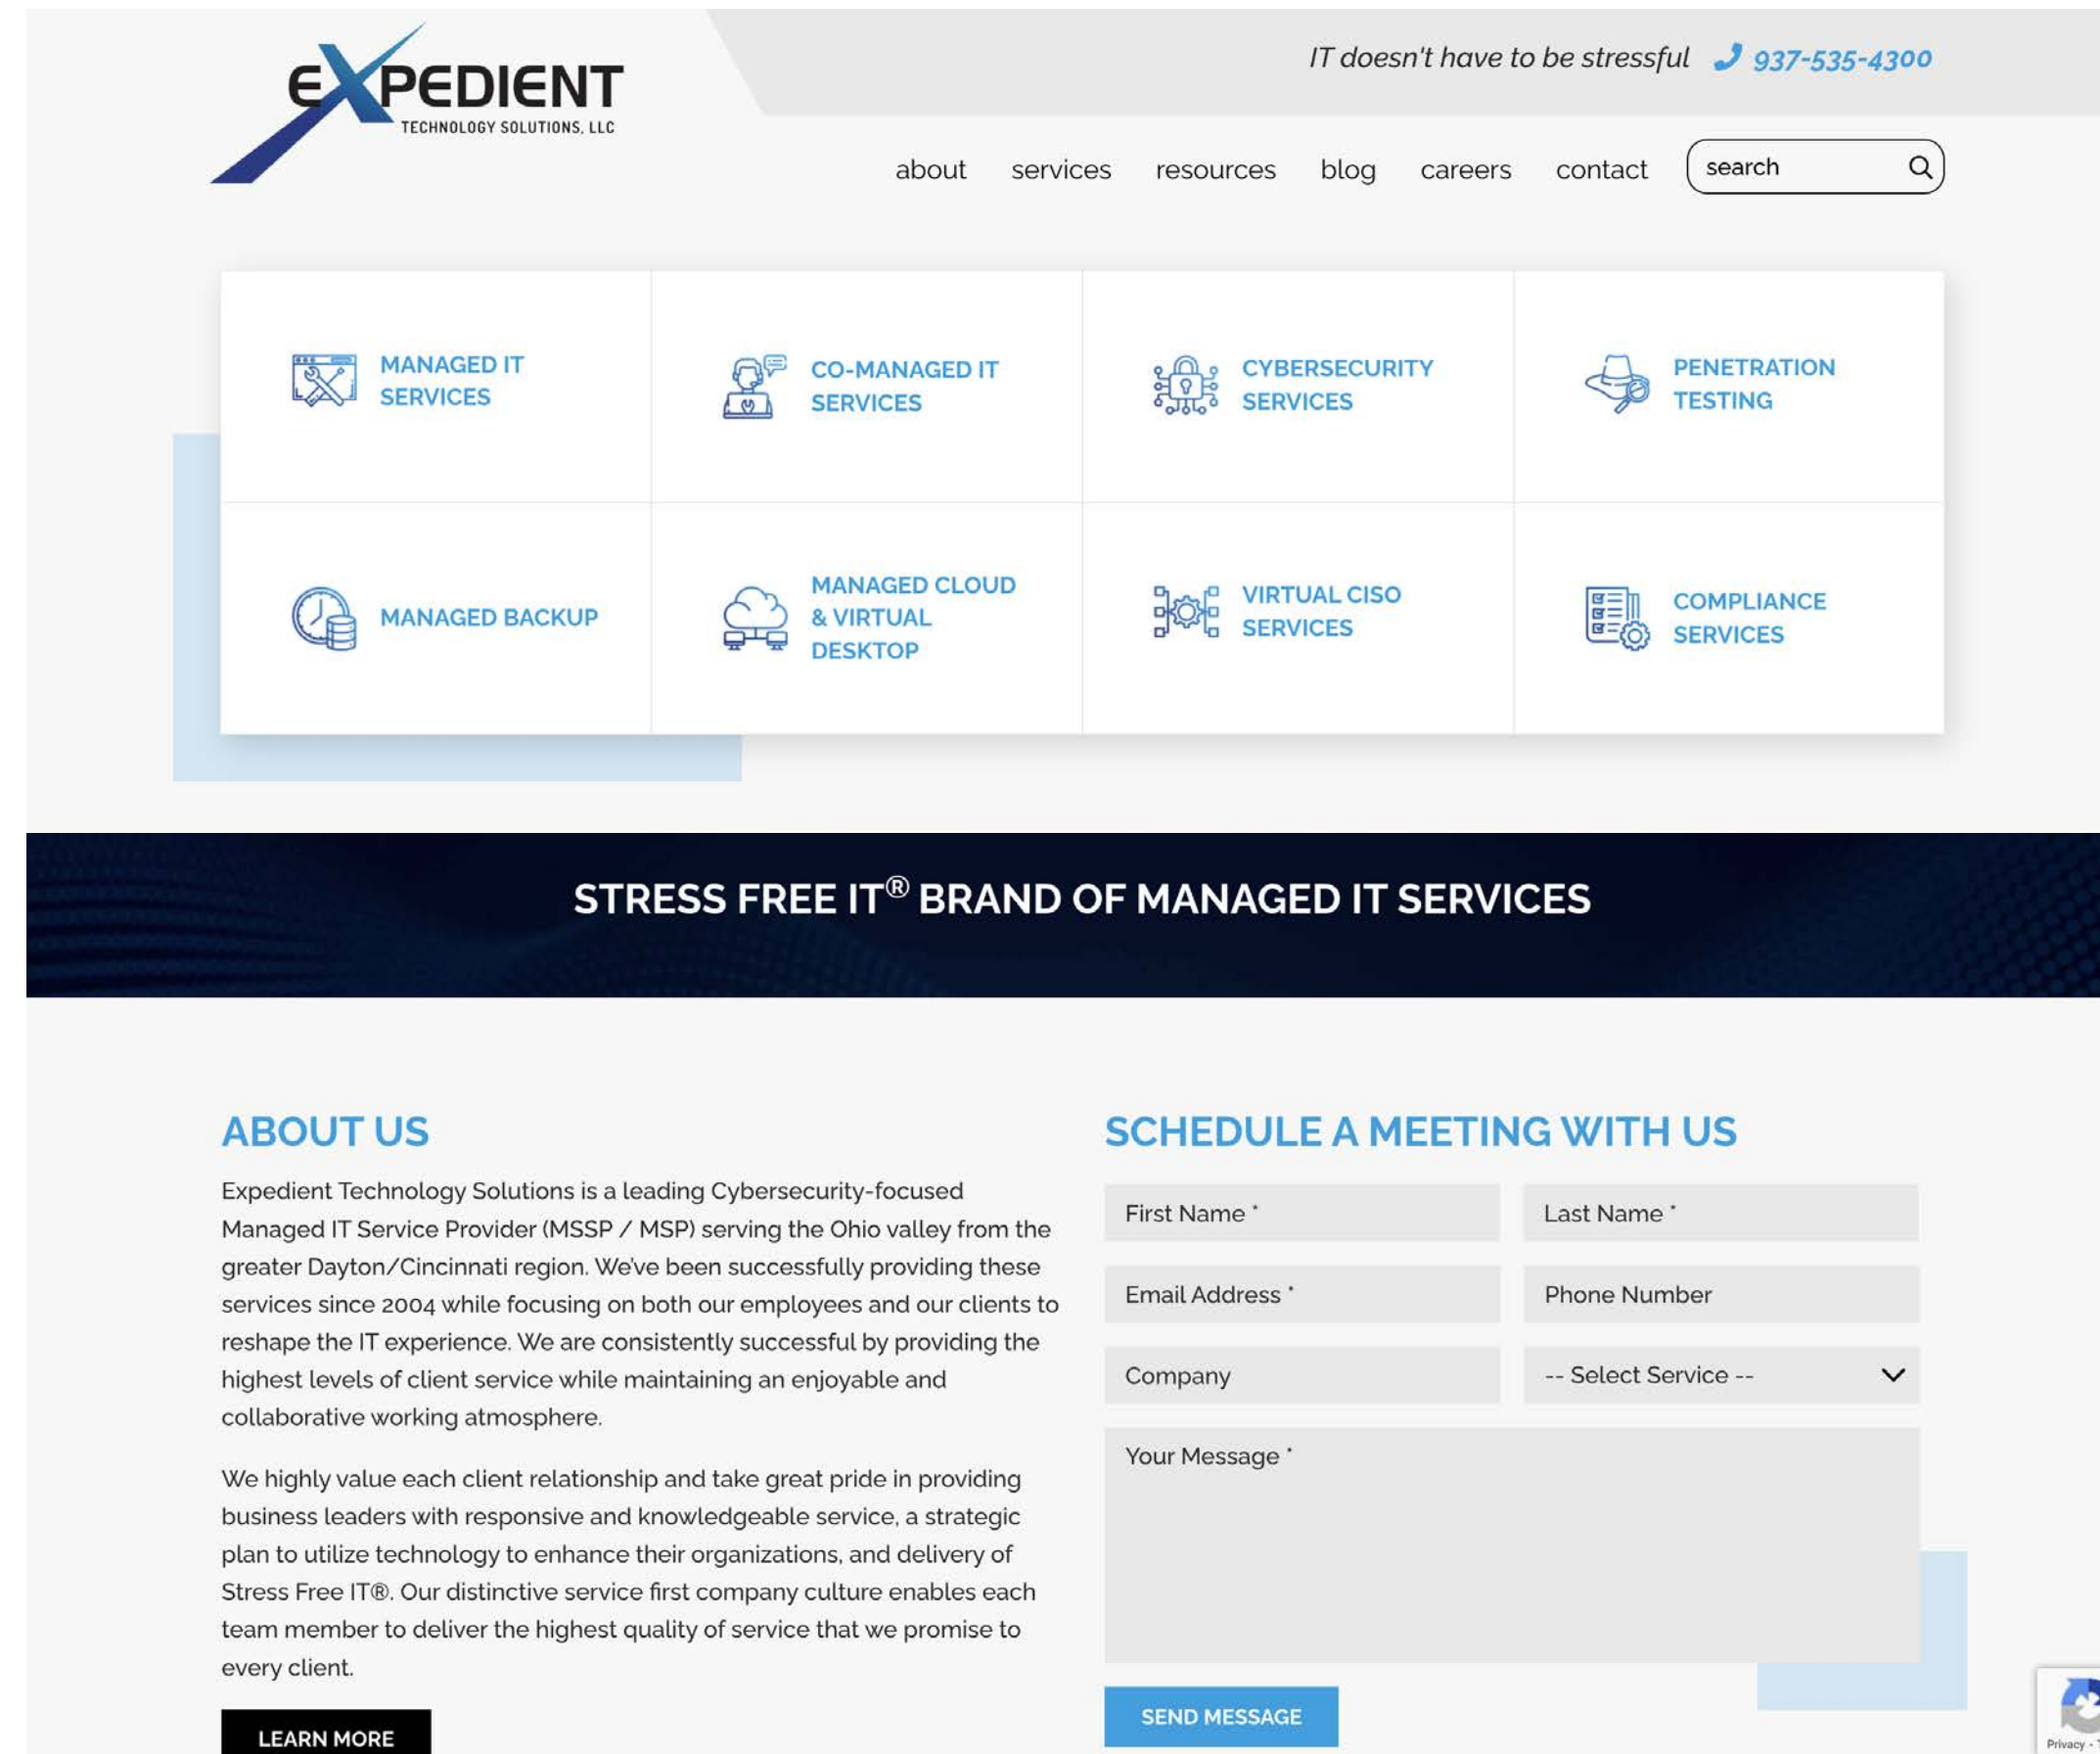 EXPEDIENT
TECHNOLOGY SOLUTIONS, LLC
IT doesn't have to be stressful 937-535-4300
about services resources blog careers contact search
MANAGED IT
SERVICES
CO-MANAGED IT
SERVICES
CYBERSECURITY
SERVICES
PENETRATION
TESTING
MANAGED BACKUP
MANAGED CLOUD
& VIRTUAL
DESKTOP
VIRTUAL CISO
SERVICES
COMPLIANCE
SERVICES
STRESS FREE IT® BRAND OF MANAGED IT SERVICES
ABOUT US
Expedient Technology Solutions is a leading Cybersecurity-focused
Managed IT Service Provider (MSSP / MSP) serving the Ohio valley from the
greater Dayton/Cincinnati region. We've been successfully providing these
services since 2004 while focusing on both our employees and our clients to
reshape the IT experience. We are consistently successful by providing the
highest levels of client service while maintaining an enjoyable and
collaborative working atmosphere.
We highly value each client relationship and take great pride in providing
business leaders with responsive and knowledgeable service, a strategic
plan to utilize technology to enhance their organizations, and delivery of
Stress Free IT®. Our distinctive service first company culture enables each
team member to deliver the highest quality of service that we promise to
every client.
LEARN MORE
SCHEDULE A MEETING WITH US
First Name *
Last Name *
Email Address *
Phone Number
Company
-- Select Service --
Your Message *
SEND MESSAGE
Privacy -